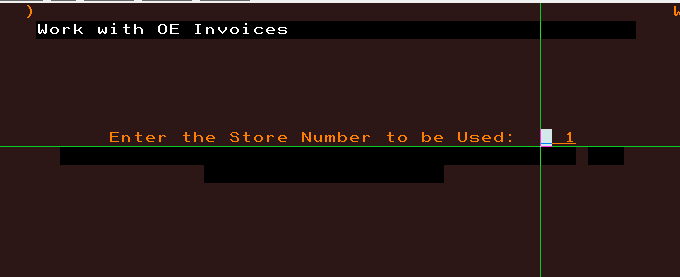 )
Work with OE Invoices
Enter the Store Number to be Used: 1